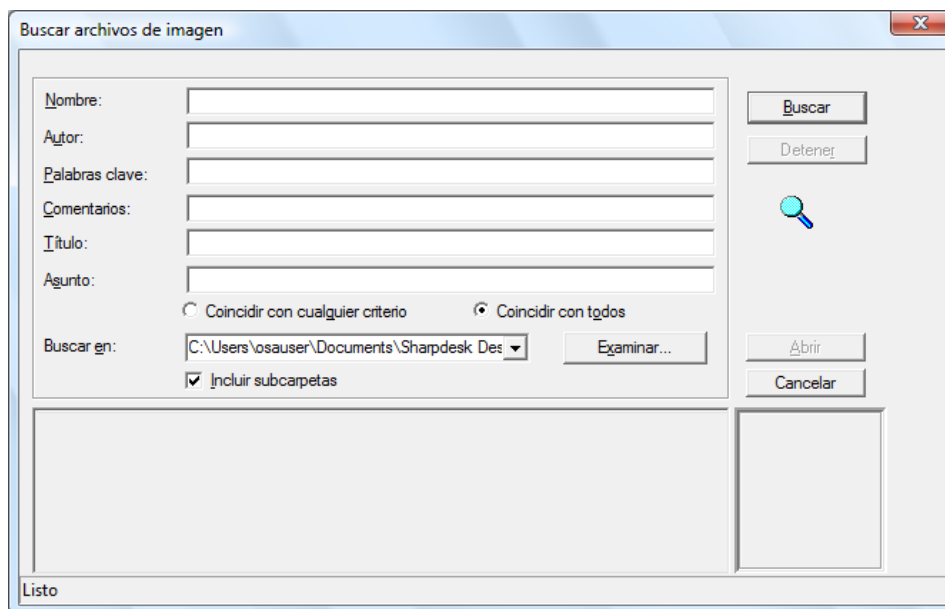 Buscar archivos de imagen
Nombre:
Buscar
Autor:
Detener
Palabras clave:
Comentarios:
Título:
Asunto:
Coincidir con cualquier criterio
Coincidir con todos
Buscar en:
C:\Users\osauser\Documents\Sharpdesk Des
Examinar...
Abrir
Incluir subcarpetas
Cancelar
Listo